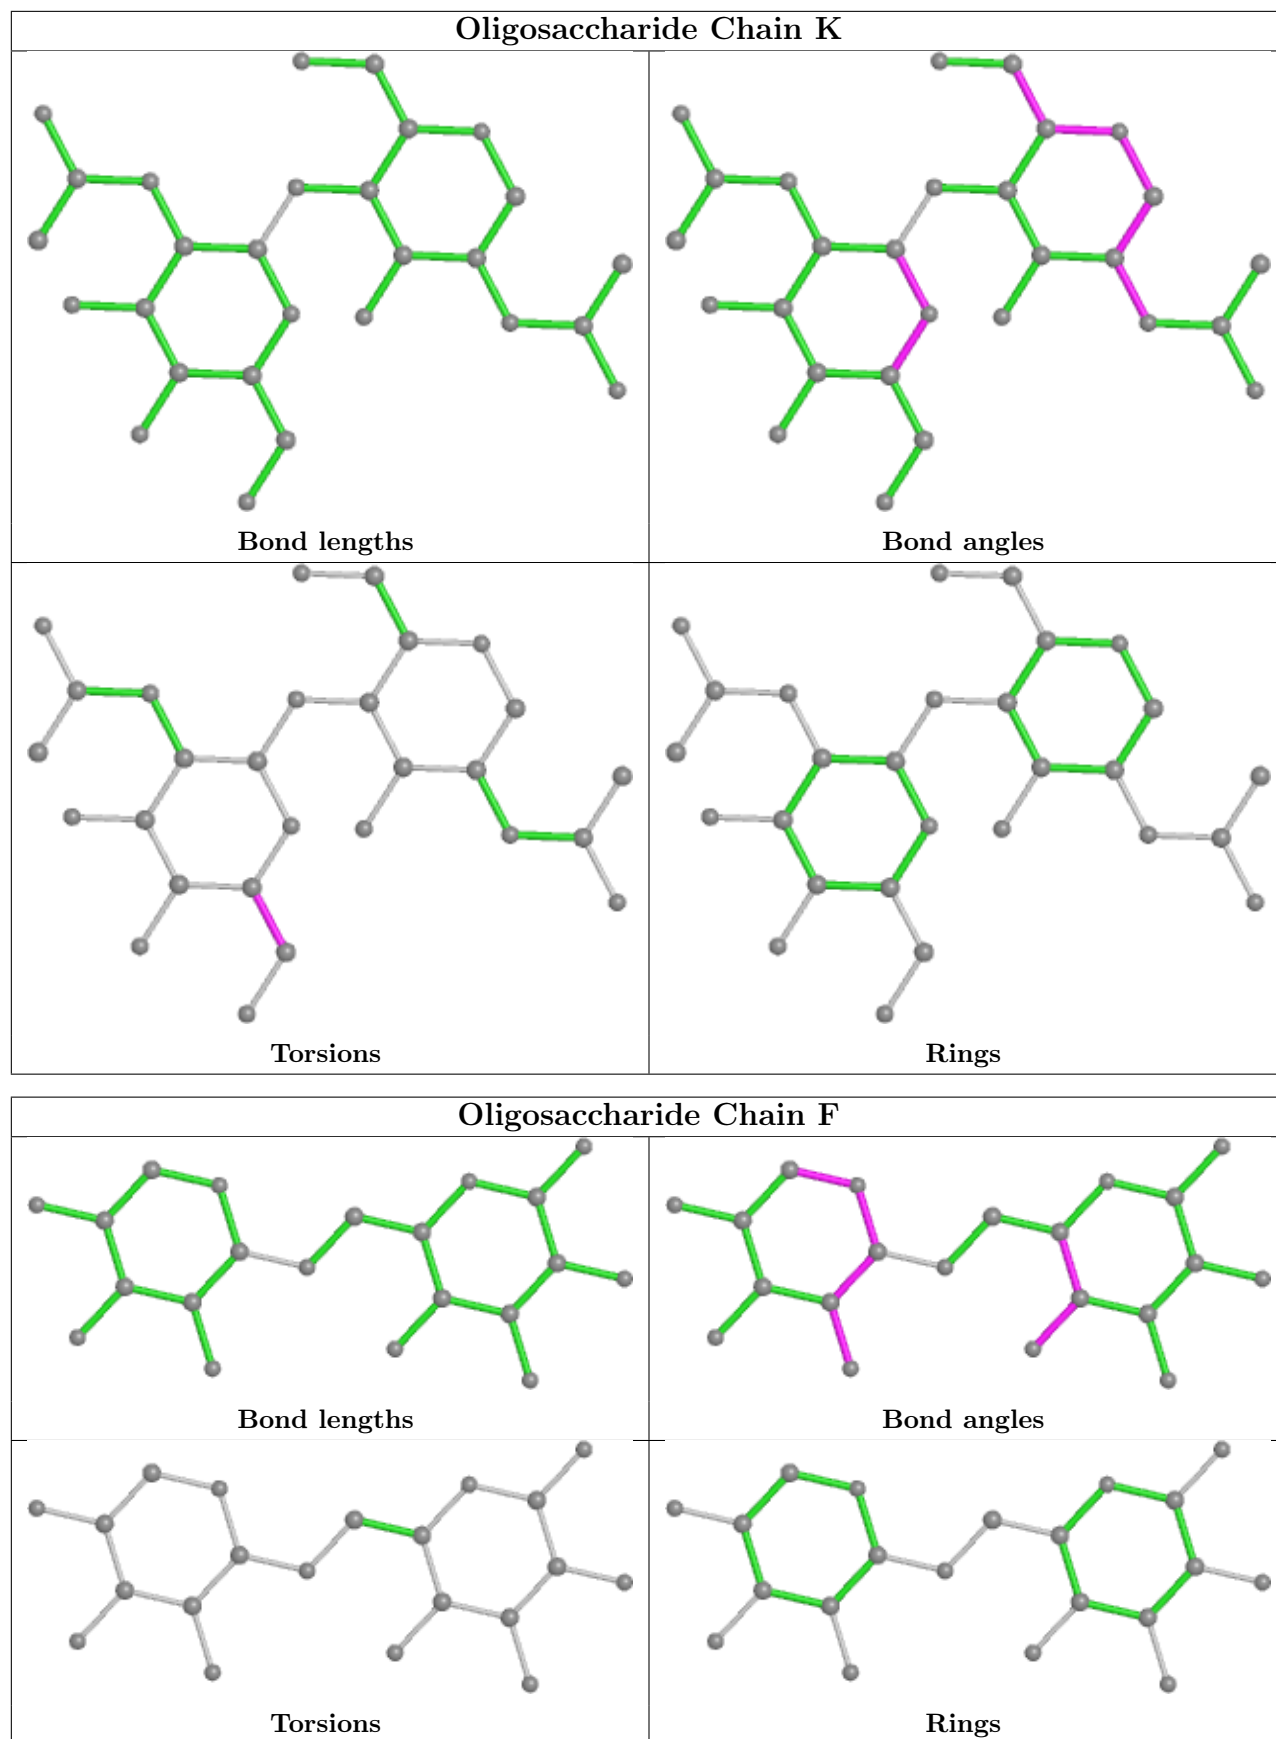 Oligosaccharide Chain K
Bond lengths
Bond angles
Torsions
Rings
Oligosaccharide Chain F
Bond lengths
Bond angles
Torsions
Rings